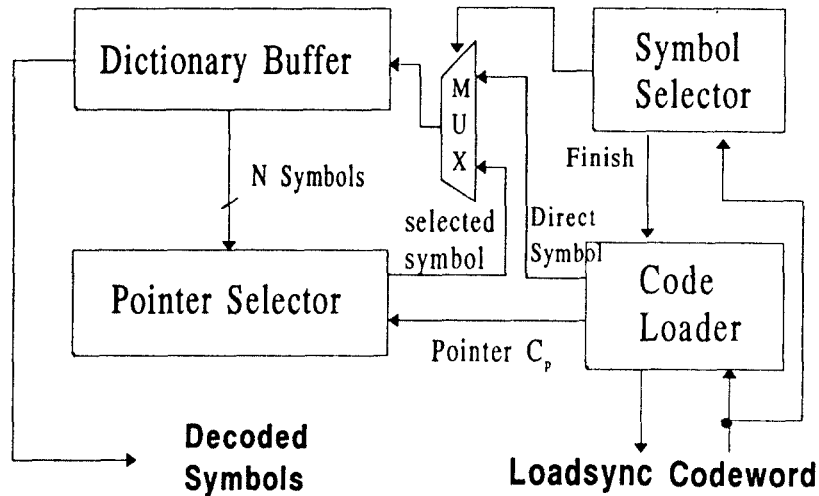 Dictionary Buffer
M
U
X
Symbol
Selector
N Symbols
Finish
selected
symbol
Direct
Symbol
Pointer Selector
Code
Loader
Pointer Cp
Decoded
Symbols
Loadsync Codeword